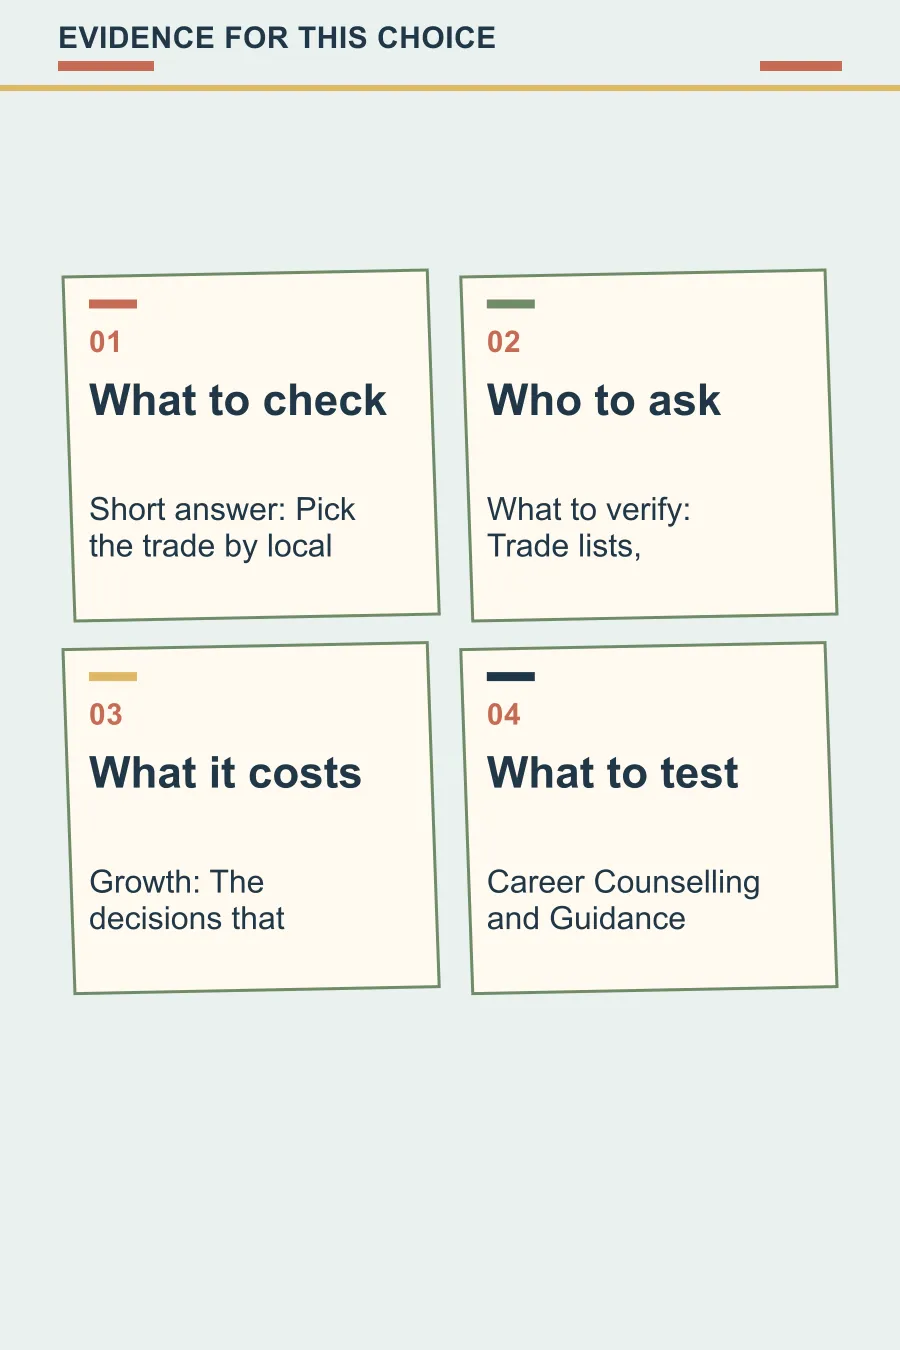 EVIDENCE FOR THIS CHOICE
01
What to check
Short answer: Pick
the trade by local
02
Who to ask
What to verify:
Trade lists,
03
What it costs
Growth: The
decisions that
04
What to test
Career Counselling
and Guidance